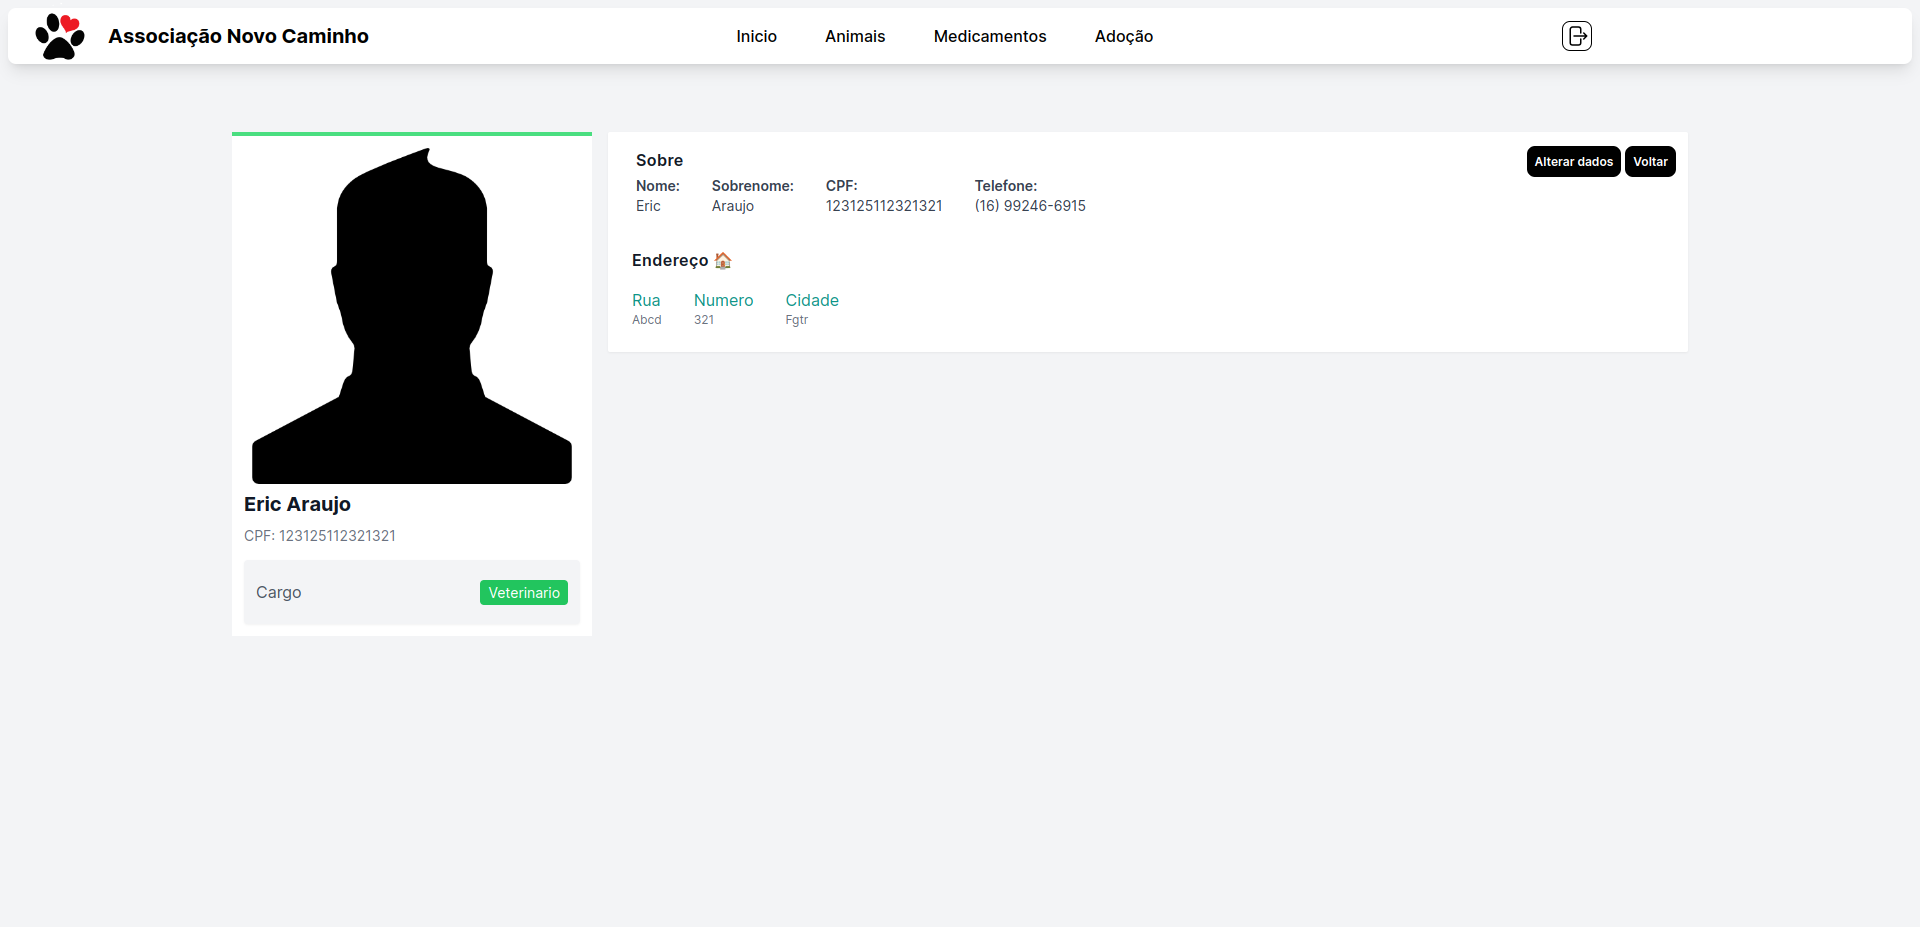 Associação Novo Caminho
Inicio Animais Medicamentos Adoção
Eric Araujo
CPF: 123125112321321
Cargo Veterinario
Sobre
Alterar dados Voltar
Nome: Sobrenome: CPF: Telefone:
Eric Araujo 123125112321321 (16) 99246-6915
Endereço 🏠
Rua Numero Cidade
Abcd 321 Fgtr